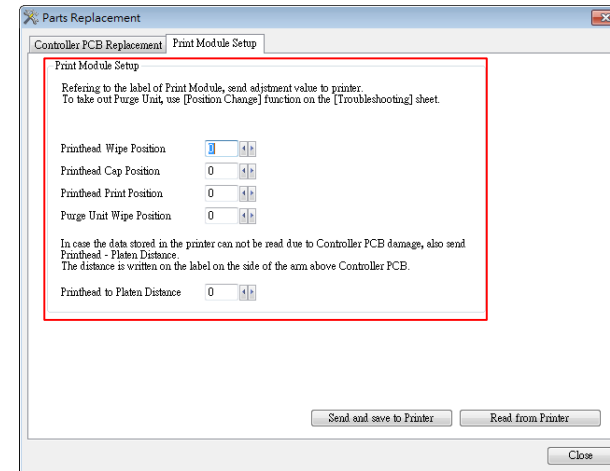 Parts Replacement
Controller PCB Replacement Print Module Setup
Print Module Setup
Refering to the label of Print Module, send adjstment value to printer.
To take out Purge Unit, use [Position Change] function on the [Troubleshooting] sheet.
Printhead Wipe Position 0
Printhead Cap Position 0
Printhead Print Position 0
Purge Unit Wipe Position 0
In case the data stored in the printer can not be read due to Controller PCB damage, also send
Printhead - Platen Distance.
The distance is written on the label on the side of the arm above Controller PCB.
Printhead to Platen Distance 0
Send and save to Printer Read from Printer
Close